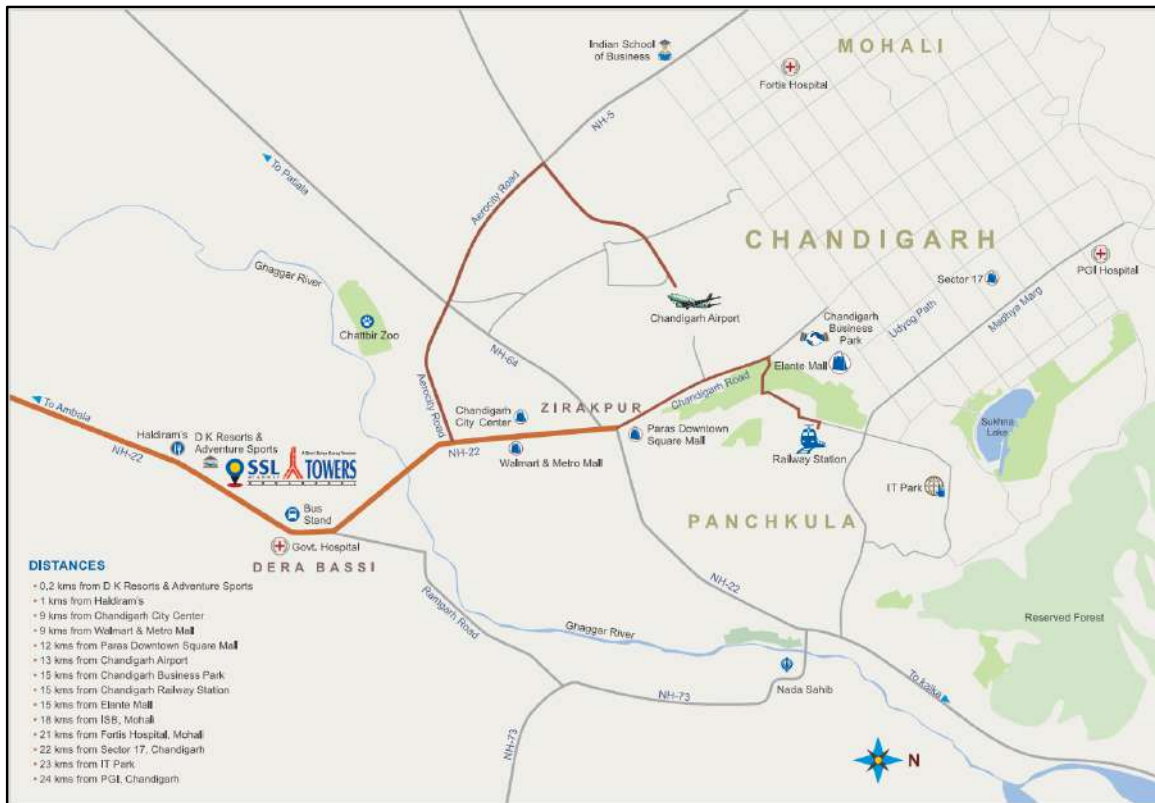 MOHALI
Indian School
of Business
Fortis Hospital
NH-5
To Patiala
Aerocity Road
CHANDIGARH
PGI Hospital
Sector 17
Madhya Marg
Udyog Path
Ghaggar River
Chandigarh Airport
Chandigarh
Business
Park
Elante Mall
Chattbir Zoo
NH-64
Chandigarh Road
Aerocity Road
To Ambala
Chandigarh
City Center
ZIRAKPUR
Sukhna
Lake
Haldiram's
D K Resorts &
Adventure Sports
NH-22
NH-22
Walmart & Metro Mall
Paras Downtown
Square Mall
Railway Station
SSL
TOWERS
IT Park
Bus
Stand
PANCHKULA
Govt. Hospital
DERA BASSI
DISTANCES
• 0.2 kms from D K Resorts & Adventure Sports
• 1 kms from Haldiram's
• 9 kms from Chandigarh City Center
• 9 kms from Walmart & Metro Mall
• 12 kms from Paras Downtown Square Mall
• 13 kms from Chandigarh Airport
• 15 kms from Chandigarh Business Park
• 15 kms from Chandigarh Railway Station
• 15 kms from Elante Mall
• 18 kms from ISB, Mohali
• 21 kms from Fortis Hospital, Mohali
• 22 kms from Sector 17, Chandigarh
• 23 kms from IT Park
• 24 kms from PGI, Chandigarh
Ramgarh Road
NH-22
Ghaggar River
Reserved Forest
Nada Sahib
To kalka
NH-73
NH-73
N